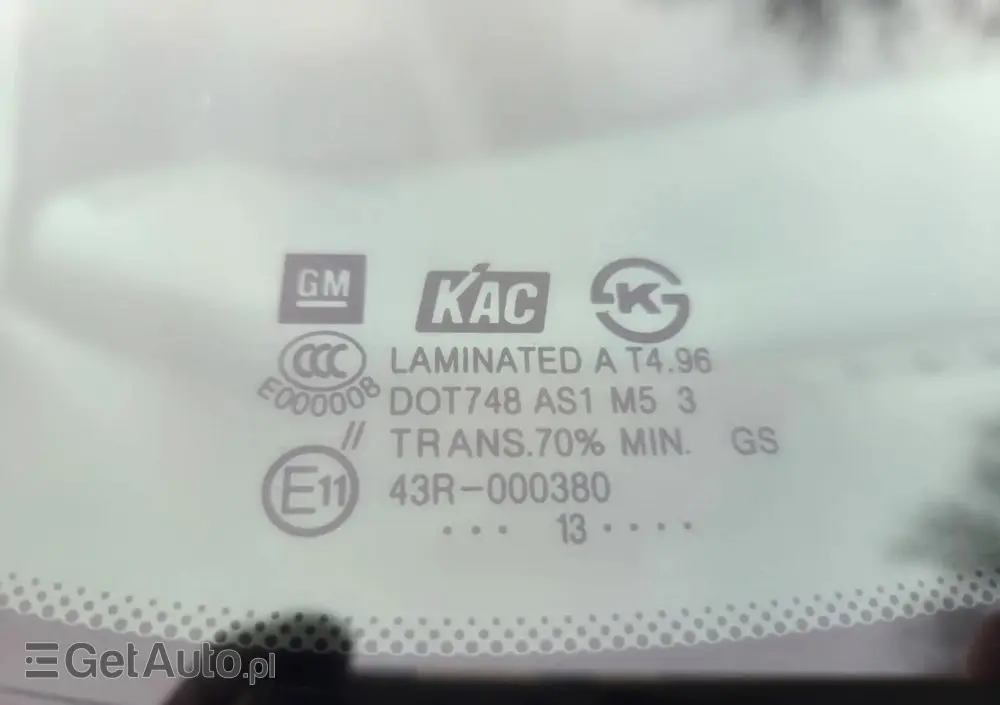 GM KAC K
CCC LAMINATED A T4.96
E000008 DOT748 AS1 M5 3
// TRANS.70% MIN. GS
E11 43R-000380
... 13 ....
GetAuto.pl